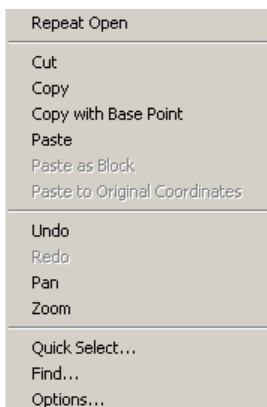 Repeat Open
Cut
Copy
Copy with Base Point
Paste
Paste as Block
Paste to Original Coordinates
Undo
Redo
Pan
Zoom
Quick Select...
Find...
Options...